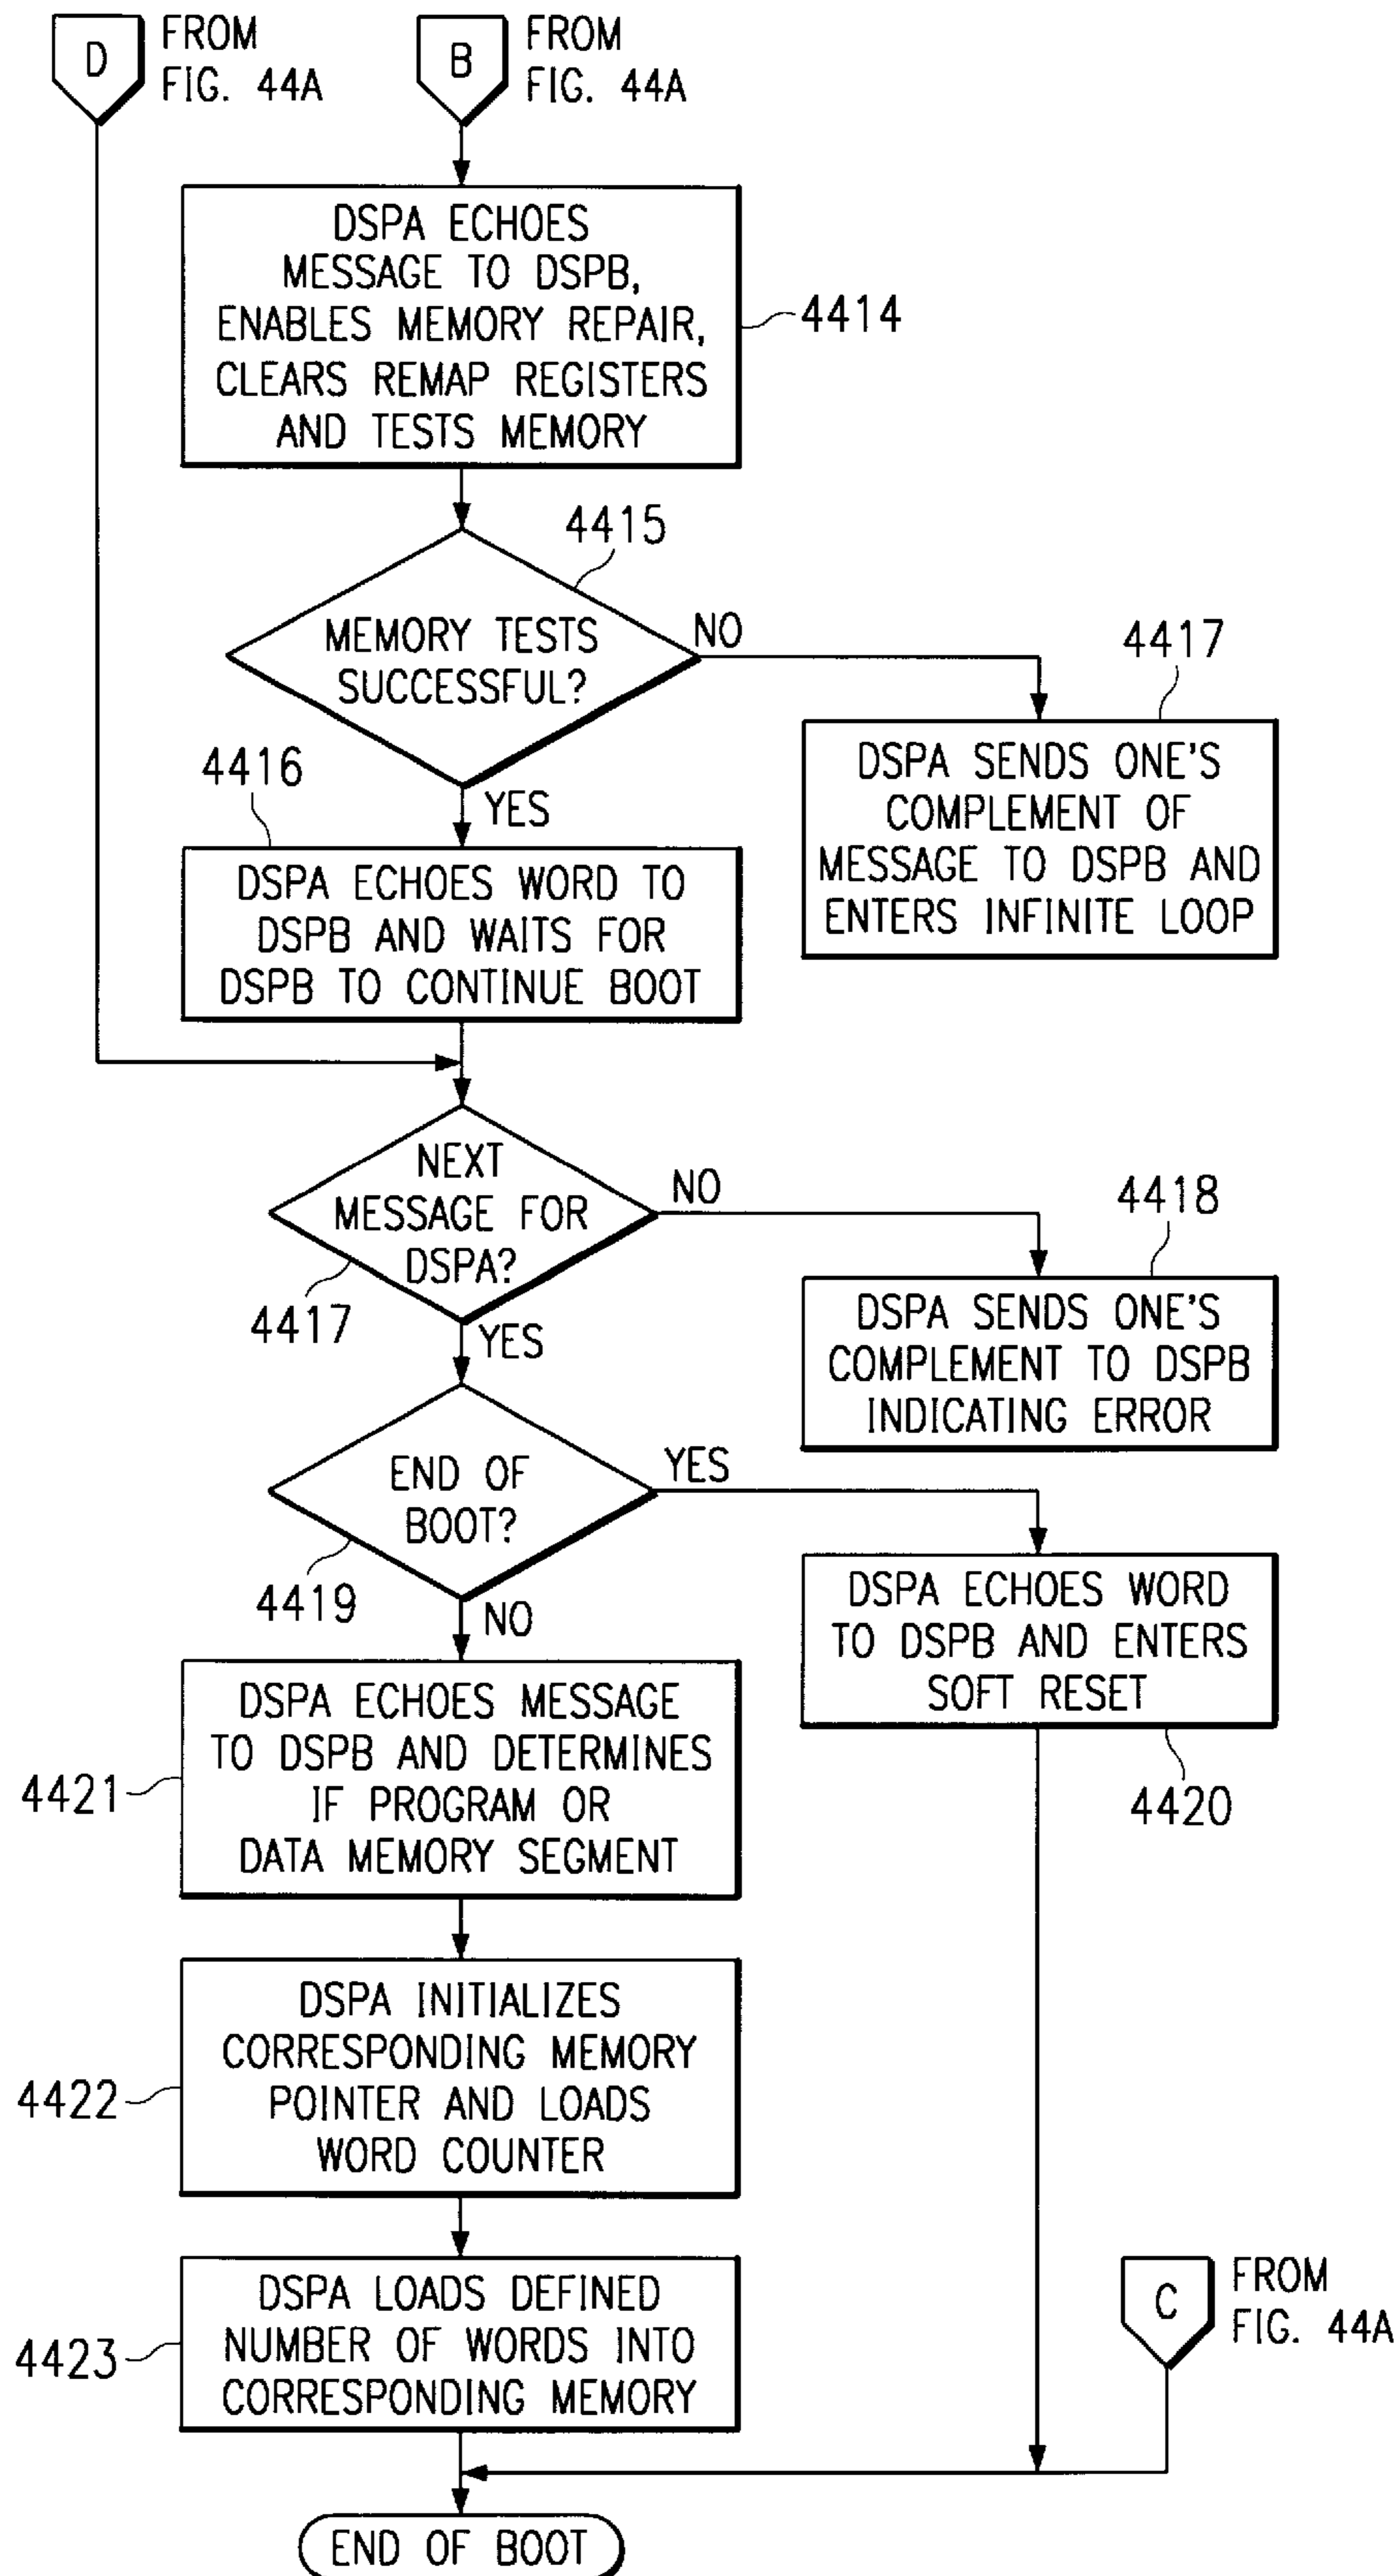 D
FROM
FIG. 44A
B
FROM
FIG. 44A
DSPA ECHOES
MESSAGE TO DSPB,
ENABLES MEMORY REPAIR,
CLEARS REMAP REGISTERS
AND TESTS MEMORY
4414
4415
MEMORY TESTS
SUCCESSFUL?
NO
4417
DSPA SENDS ONE'S
COMPLEMENT OF
MESSAGE TO DSPB AND
ENTERS INFINITE LOOP
YES
4416
DSPA ECHOES WORD TO
DSPB AND WAITS FOR
DSPB TO CONTINUE BOOT
NEXT
MESSAGE FOR
DSPA?
4417
NO
4418
DSPA SENDS ONE'S
COMPLEMENT TO DSPB
INDICATING ERROR
YES
END OF
BOOT?
4419
YES
DSPA ECHOES WORD
TO DSPB AND ENTERS
SOFT RESET
4420
NO
DSPA ECHOES MESSAGE
TO DSPB AND DETERMINES
IF PROGRAM OR
DATA MEMORY SEGMENT
4421
DSPA INITIALIZES
CORRESPONDING MEMORY
POINTER AND LOADS
WORD COUNTER
4422
DSPA LOADS DEFINED
NUMBER OF WORDS INTO
CORRESPONDING MEMORY
4423
C
FROM
FIG. 44A
END OF BOOT